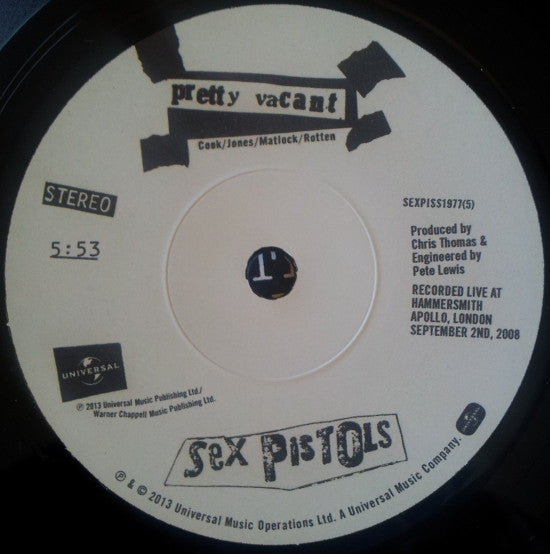 pretty vacant
Cook/Jones/Matlock/Rotten
STEREO
5:53
SEXPISS1977(5)
Produced by
Chris Thomas &
Engineered by
Pete Lewis
RECORDED LIVE AT
HAMMERSMITH
APOLLO, LONDON
SEPTEMBER 2ND, 2008
UNIVERSAL
℗ 2013 Universal Music Publishing Ltd./
Warner Chappell Music Publishing Ltd.
SeX PisTOLS
℗ & © 2013 Universal Music Operations Ltd. A Universal Music Company.